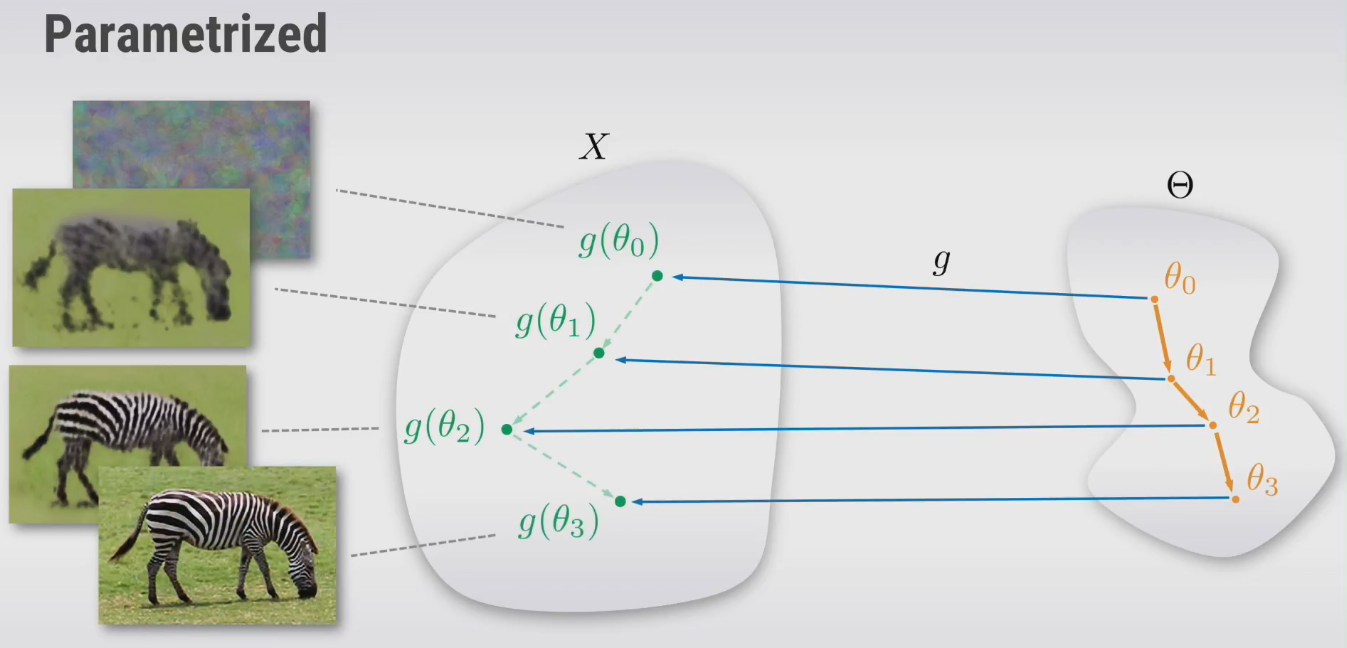 Parametrized
X
Θ
g(θ₀)
g
θ₀
g(θ₁)
θ₁
g(θ₂)
θ₂
g(θ₃)
θ₃